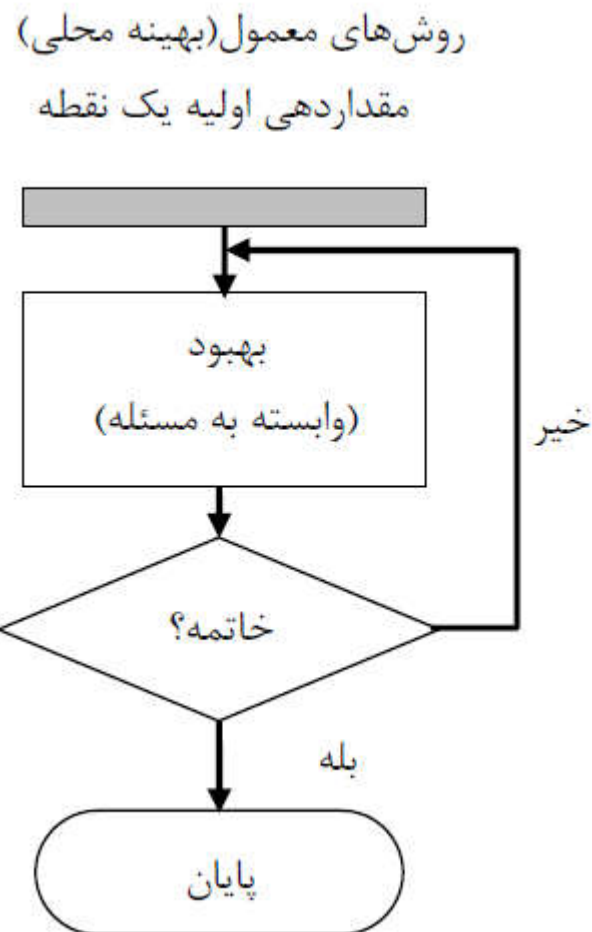 روش‌های معمول(بهینه محلی)
مقداردهی اولیه یک نقطه
بهبود
(وابسته به مسئله)
خیر
خاتمه؟
بله
پایان